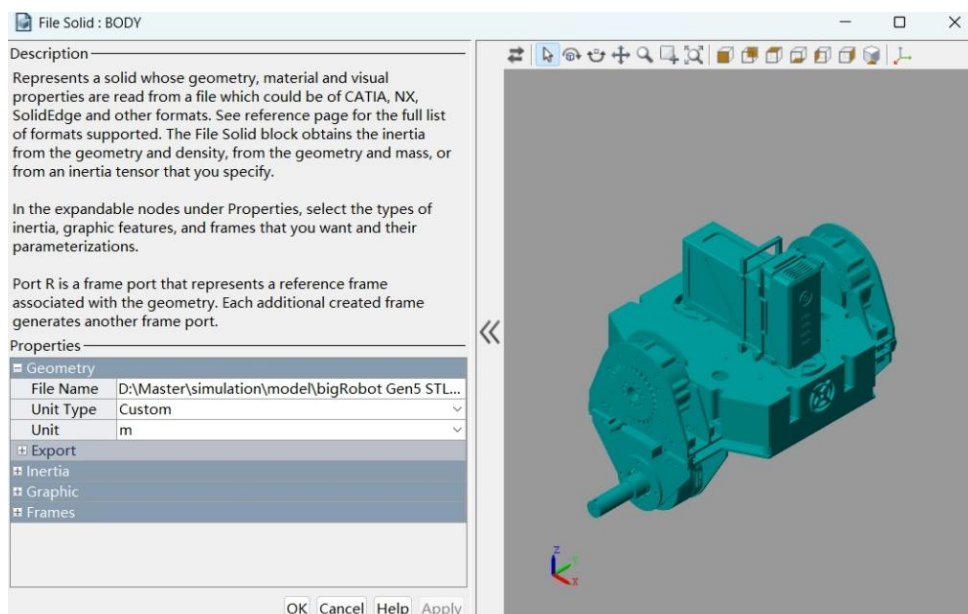 File Solid : BODY
Description
Represents a solid whose geometry, material and visual
properties are read from a file which could be of CATIA, NX,
SolidEdge and other formats. See reference page for the full list
of formats supported. The File Solid block obtains the inertia
from the geometry and density, from the geometry and mass, or
from an inertia tensor that you specify.
In the expandable nodes under Properties, select the types of
inertia, graphic features, and frames that you want and their
parameterizations.
Port R is a frame port that represents a reference frame
associated with the geometry. Each additional created frame
generates another frame port.
Properties
Geometry
File Name D:\Master\simulation\model\bigRobot Gen5 STL...
Unit Type Custom
Unit m
Export
Inertia
Graphic
Frames
OK Cancel Help Apply
Z
Y
X